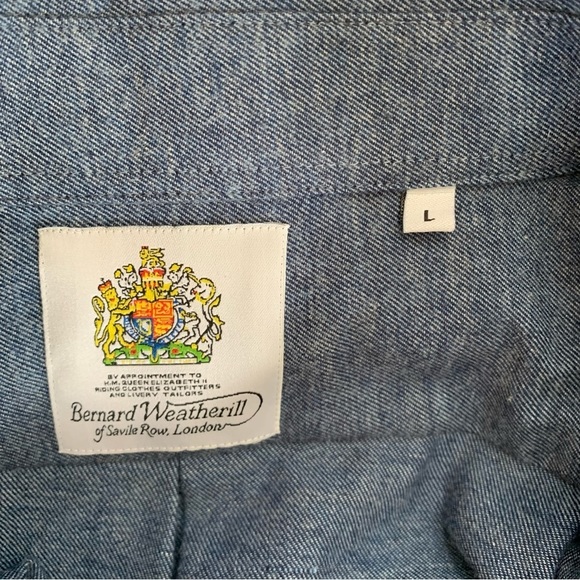 L
BY APPOINTMENT TO
H.M. QUEEN ELIZABETH II
RIDING CLOTHES OUTFITTERS
AND LIVERY TAILORS
Bernard Weatherill
of Savile Row, London